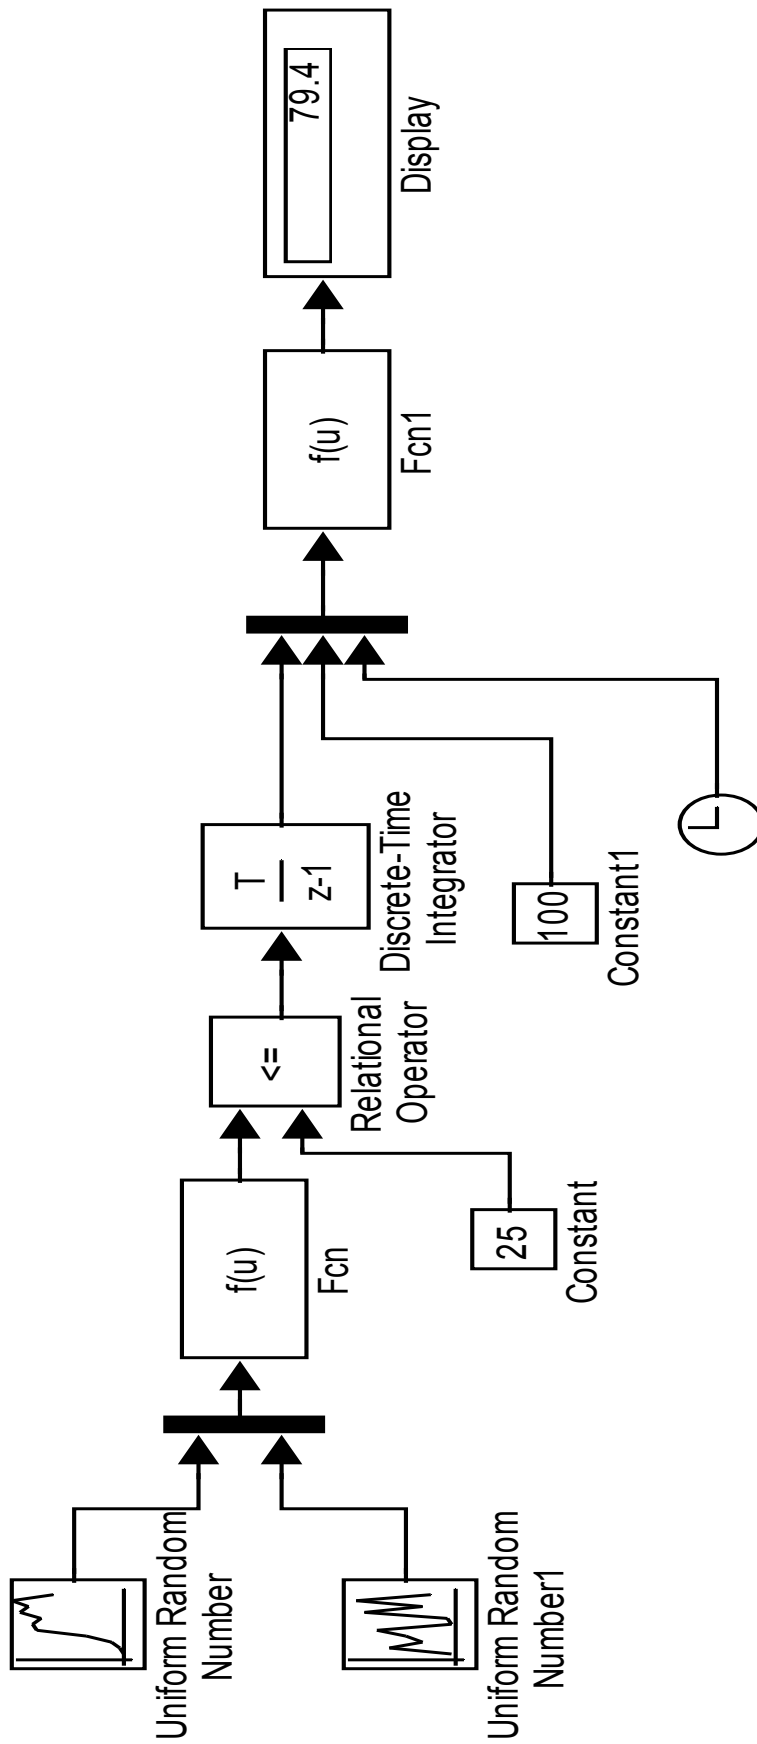 Uniform Random
Number
Uniform Random
Number1
f(u)
Fcn
25
Constant
<=
Relational
Operator
T
z-1
Discrete-Time
Integrator
100
Constant1
f(u)
Fcn1
79.4
Display